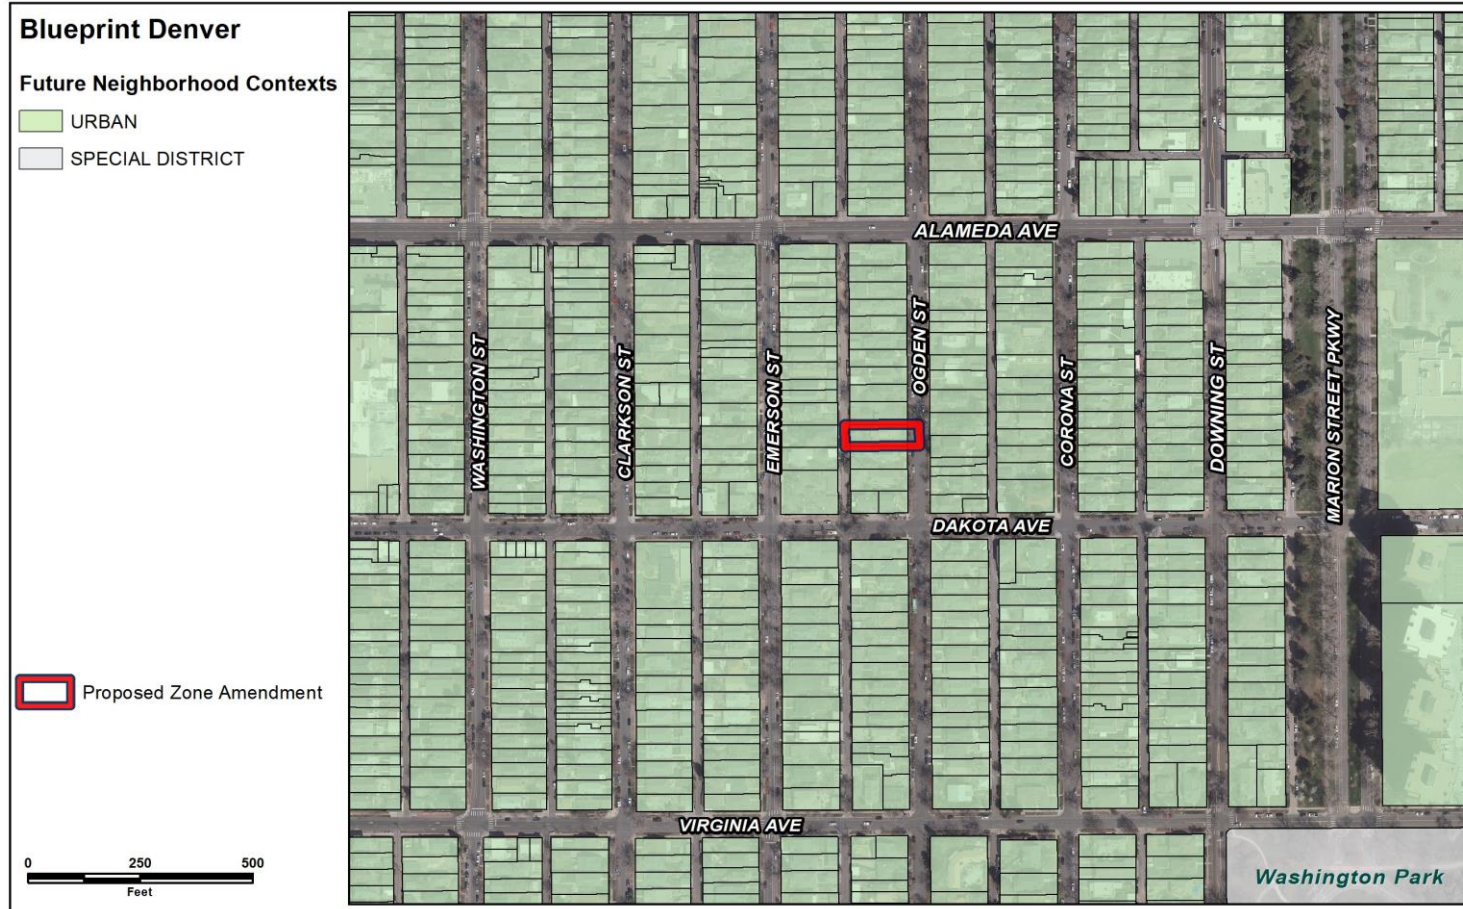 Blueprint Denver
Future Neighborhood Contexts
URBAN
SPECIAL DISTRICT
ALAMEDA AVE
WASHINGTON ST
CLARKSON ST
EMERSON ST
OGDEN ST
CORONA ST
DOWNING ST
MARION STREET PKWY
DAKOTA AVE
Proposed Zone Amendment
VIRGINIA AVE
0 250 500
Feet
Washington Park